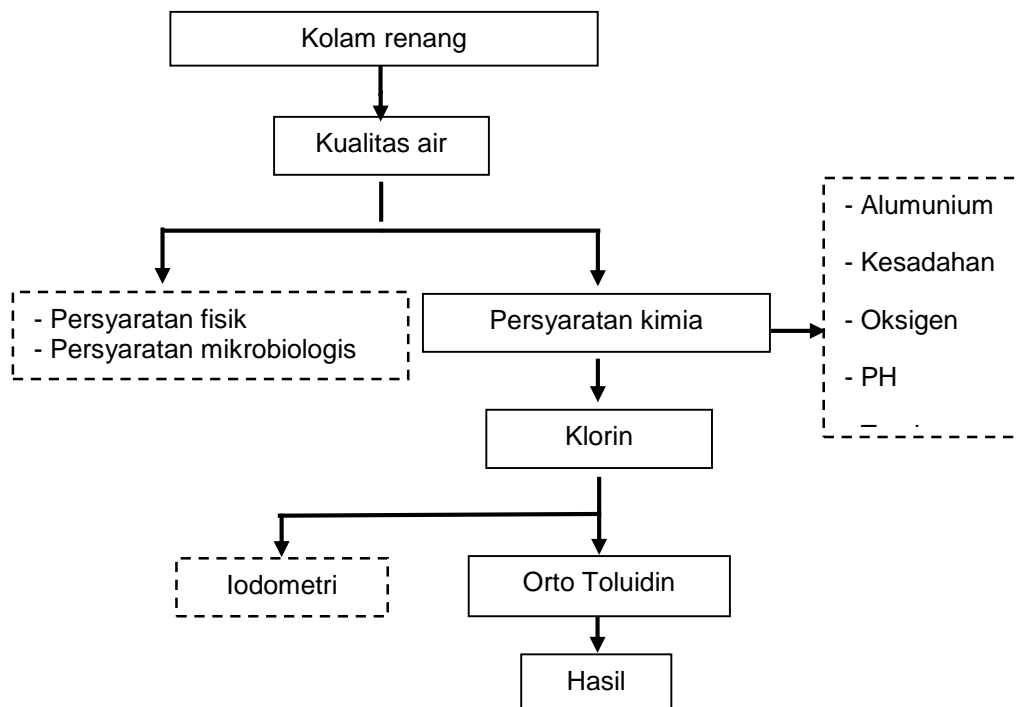 Kolam renang
Kualitas air
- Persyaratan fisik
- Persyaratan mikrobiologis
Persyaratan kimia
- Alumunium
- Kesadahan
- Oksigen
- PH
Klorin
Iodometri
Orto Toluidin
Hasil